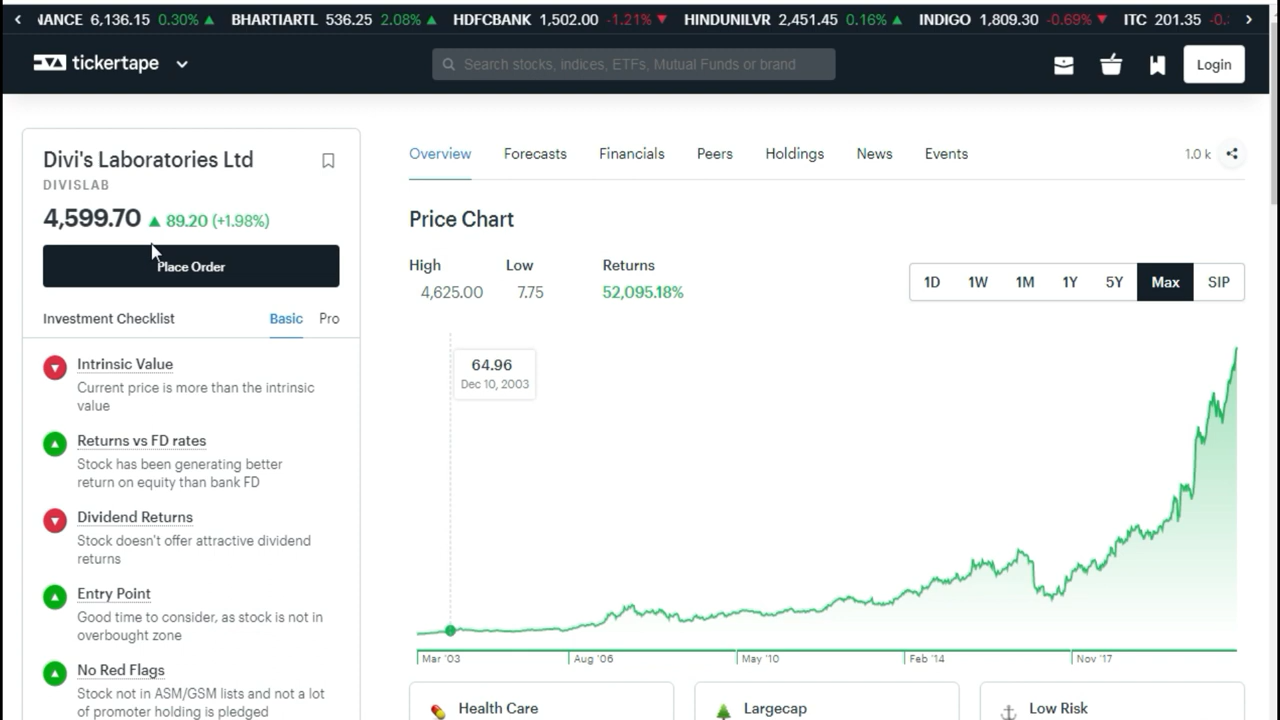 NANCE 6,136.15 0.30% BHARTIARTL 536.25 2.08% HDFCBANK 1,502.00 -1.21% HINDUNILVR 2,451.45 0.16% INDIGO 1,809.30 -0.69% ITC 201.35 -0.
tickertape Search stocks, indices, ETFs, Mutual Funds or brand Login
Divi's Laboratories Ltd
DIVISLAB
4,599.70 89.20 (+1.98%)
Place Order
Investment Checklist Basic Pro
Intrinsic Value
Current price is more than the intrinsic
value
Returns vs FD rates
Stock has been generating better
return on equity than bank FD
Dividend Returns
Stock doesn't offer attractive dividend
returns
Entry Point
Good time to consider, as stock is not in
overbought zone
No Red Flags
Stock not in ASM/GSM lists and not a lot
of promoter holding is pledged
Overview Forecasts Financials Peers Holdings News Events 1.0 k
Price Chart
High Low Returns
4,625.00 7.75 52,095.18%
1D 1W 1M 1Y 5Y Max SIP
64.96
Dec 10, 2003
Mar '03 Aug '06 May '10 Feb '14 Nov '17
Health Care Largecap Low Risk